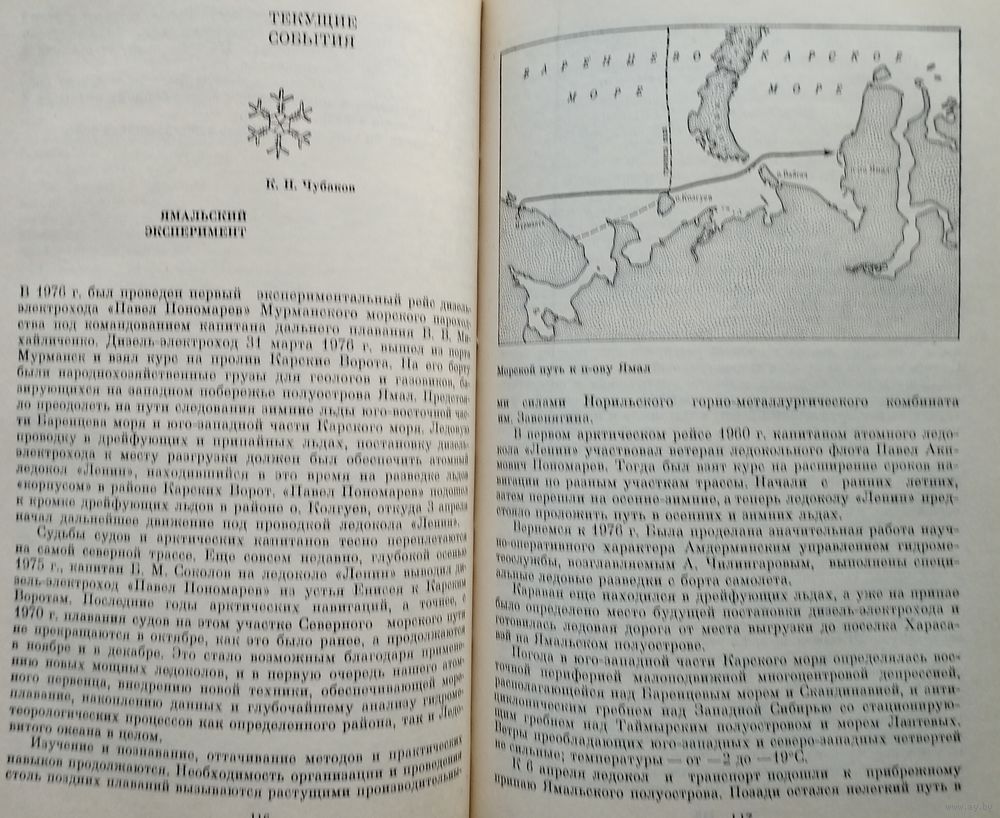 ТЕКУЩИЕ
СОБЫТИЯ
К. Н. Чубаков
ЯМАЛЬСКИЙ
ЭКСПЕРИМЕНТ
В 1976 г. был проведен первый экспериментальный рейс дизель-
электрохода «Павел Пономарев» Мурманского морского пароход-
ства под командованием капитана дальнего плавания В. В. Ми-
хайличенко. Дизель-электроход 31 марта 1976 г. вышел из порта
Мурманск и взял курс на пролив Карские Ворота. На его борту
были народнохозяйственные грузы для геологов и газовиков, ба-
зирующихся на западном побережье полуострова Ямал. Предстоя-
ло преодолеть на пути следования зимние льды юго-восточной час-
ти Баренцева моря и юго-западной части Карского моря. Ледовую
проводку в дрейфующих и припайных льдах, постановку дизель-
электрохода к месту разгрузки должен был обеспечить атомный
ледокол «Ленин», находившийся в это время на разведке льдов
«корпусом» в районе Карских Ворот. «Павел Пономарев» подошел
к кромке дрейфующих льдов в районе о. Колгуев, откуда 3 апреля
начал дальнейшее движение под проводкой ледокола «Ленин».
Судьбы судов и арктических капитанов тесно переплетаются
на самой северной трассе. Еще совсем недавно, глубокой осенью
1975 г., капитан Б. М. Соколов на ледоколе «Ленин» выводил ди-
зель-электроход «Павел Пономарев» из устья Енисея к Карским
Воротам. Последние годы арктических навигаций, а точнее, с
1970 г. плавания судов на этом участке Северного морского пути
не прекращаются в октябре, как это было ранее, а продолжаются
в ноябре и в декабре. Это стало возможным благодаря примене-
нию новых мощных ледоколов, и в первую очередь нашего атом-
ного первенца, внедрению новой техники, обеспечивающей море-
плавание, накоплению данных и глубочайшему анализу гидроме-
теорологических процессов как определенного района, так и Ледо-
витого океана в целом.
Изучение и познавание, оттачивание методов и практических
навыков продолжаются. Необходимость организации и проведения
столь поздних плаваний вызываются растущими производительны-
116
БАРЕНЦЕВО
МОРЕ
КАРСКОЕ
МОРЕ
Мурманск
о. Колгуев
о. Вайгач
Морской путь к п-ову Ямал
ми силами Норильского горно-металлургического комбината
им. Завенягина.
В первом арктическом рейсе 1960 г. капитаном атомного ледо-
кола «Ленин» участвовал ветеран ледокольного флота Павел Аки-
мович Пономарев. Тогда был взят курс на расширение сроков на-
вигации по разным участкам трассы. Начали с ранних летних,
затем перешли на осенне-зимние, а теперь ледоколу «Ленин» пред-
стояло проложить путь в осенних и зимних льдах.
Вернемся к 1976 г. Была проделана значительная работа науч-
но-оперативного характера Амдерминским управлением гидроме-
теослужбы, возглавляемым А. Чилингаровым, выполнены специ-
альные ледовые разведки с борта самолета.
Караван еще находился в дрейфующих льдах, а уже на припае
было определено место будущей постановки дизель-электрохода и
готовилась ледовая дорога от места выгрузки до поселка Хараса-
вэй на Ямальском полуострове.
Погода в юго-западной части Карского моря определялась вос-
точной периферией малоподвижной многоцентровой депрессией,
располагающейся над Баренцевым морем и Скандинавией, и анти-
циклоническим гребнем над Западной Сибирью со стационирую-
щим гребнем над Таймырским полуостровом и морем Лаптевых.
Ветры преобладающих юго-западных и северо-западных четвертей
не сильные; температуры — от —2 до —19°С.
К 6 апреля ледокол и транспорт подошли к прибрежному
припаю Ямальского полуострова. Позади остался нелегкий путь в
117
www.ay.by